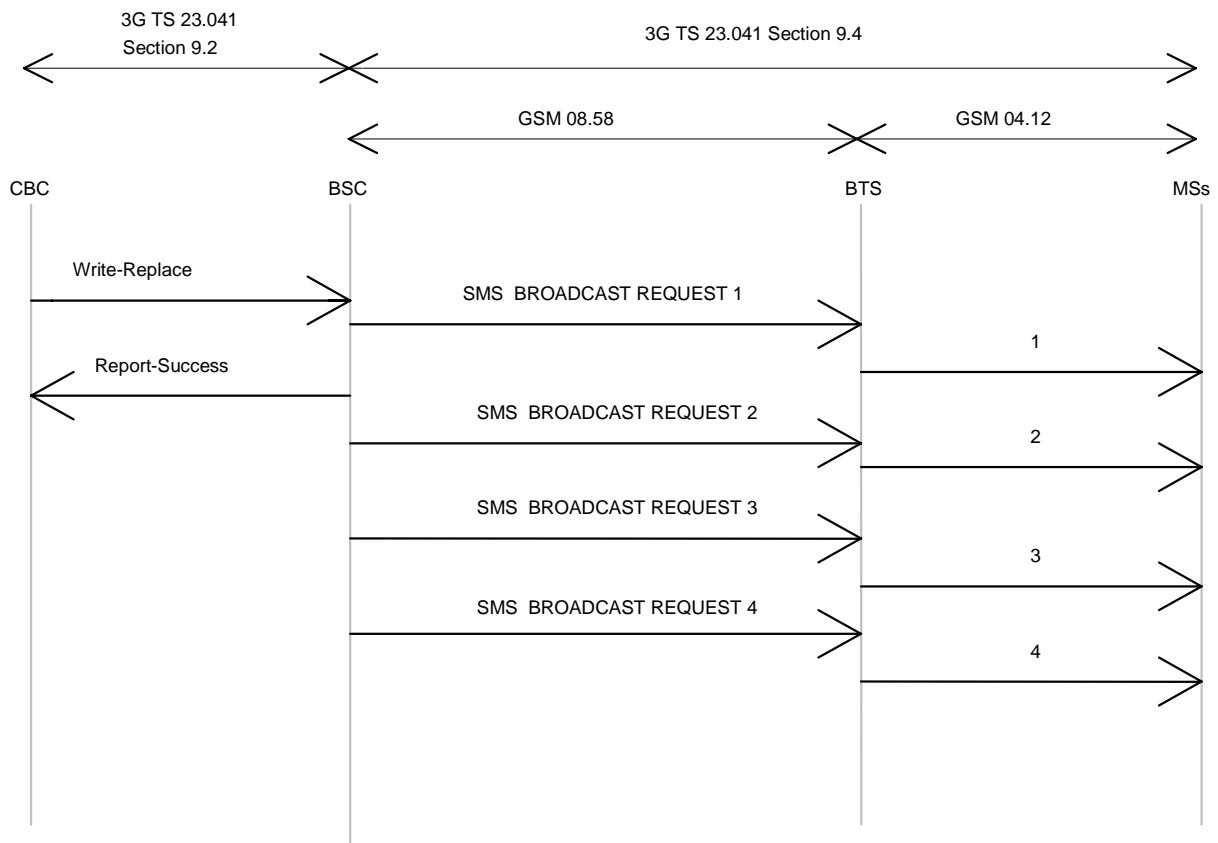 3G TS 23.041
Section 9.2
3G TS 23.041 Section 9.4
GSM 08.58
GSM 04.12
CBC
BSC
BTS
MSs
Write-Replace
SMS BROADCAST REQUEST 1
1
Report-Success
SMS BROADCAST REQUEST 2
2
SMS BROADCAST REQUEST 3
3
SMS BROADCAST REQUEST 4
4